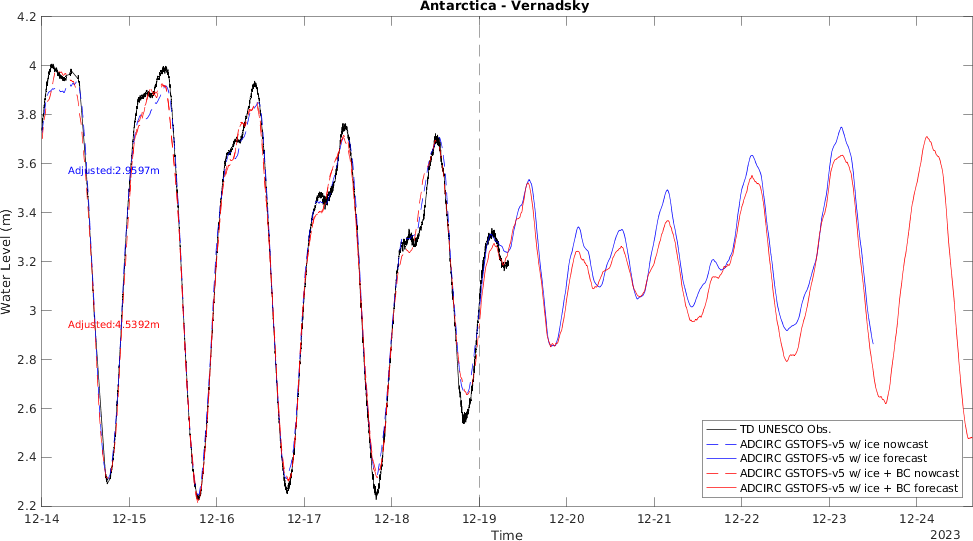 Antarctica - Vernadsky
4.2
4
3.8
3.6
3.4
3.2
3
2.8
2.6
2.4
2.2
Water Level (m)
Adjusted:2.9597m
Adjusted:4.5392m
TD UNESCO Obs.
ADCIRC GSTOFS-v5 w/ ice nowcast
ADCIRC GSTOFS-v5 w/ ice forecast
ADCIRC GSTOFS-v5 w/ ice + BC nowcast
ADCIRC GSTOFS-v5 w/ ice + BC forecast
12-14 12-15 12-16 12-17 12-18 12-19 12-20 12-21 12-22 12-23 12-24
Time
2023